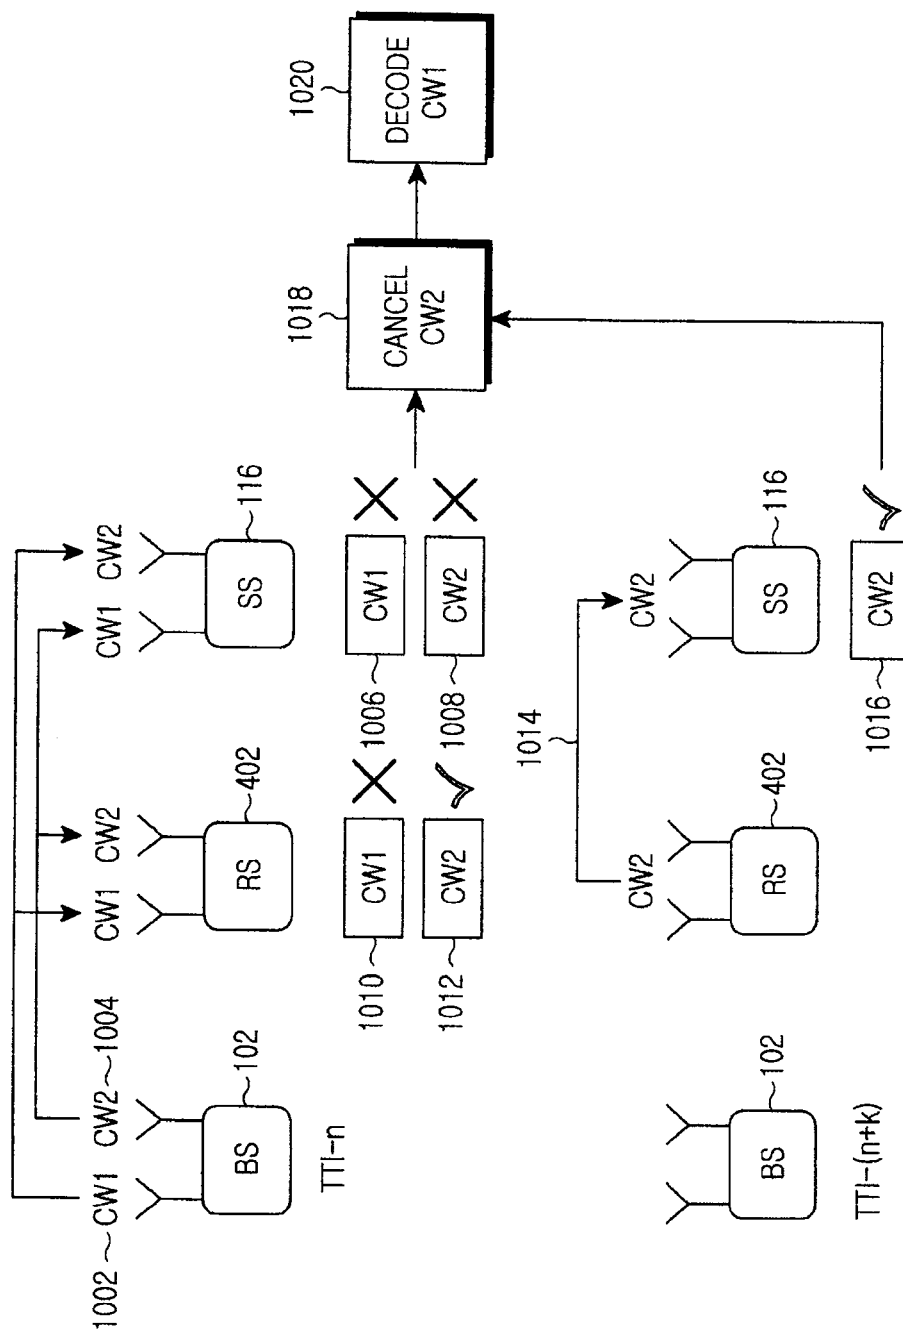 1002 CW1 CW2 1004 CW1 CW2 CW1 CW2
BS 102 RS 402 SS 116
TTI-n
1010 CW1 1006 CW1
1012 CW2 1008 CW2
1018 CANCEL
CW2
1020 DECODE
CW1
1014
CW2 CW2
BS 102 RS 402 SS 116
TTI-(n+k)
1016 CW2